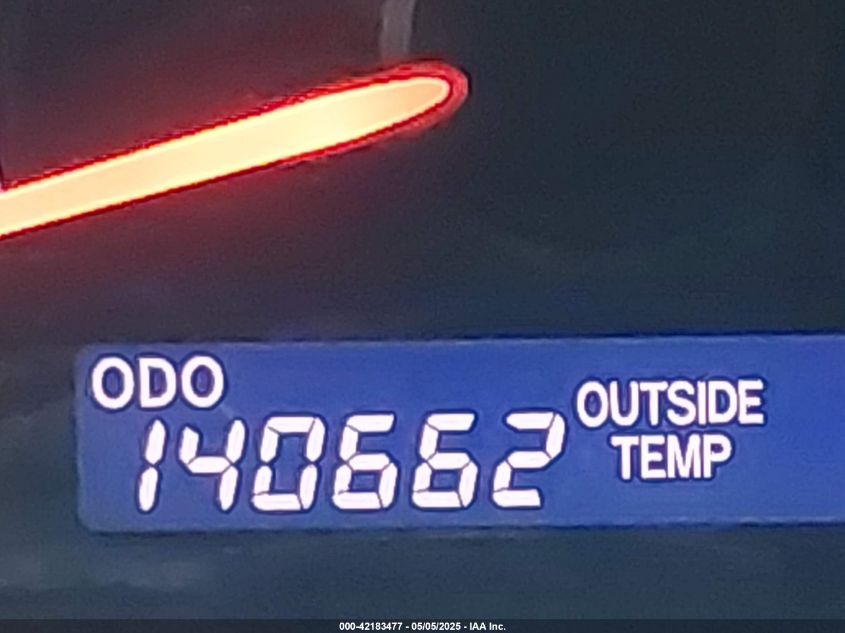 ODO
140662
OUTSIDE
TEMP
000-42183477 - 05/05/2025 - IAA Inc.